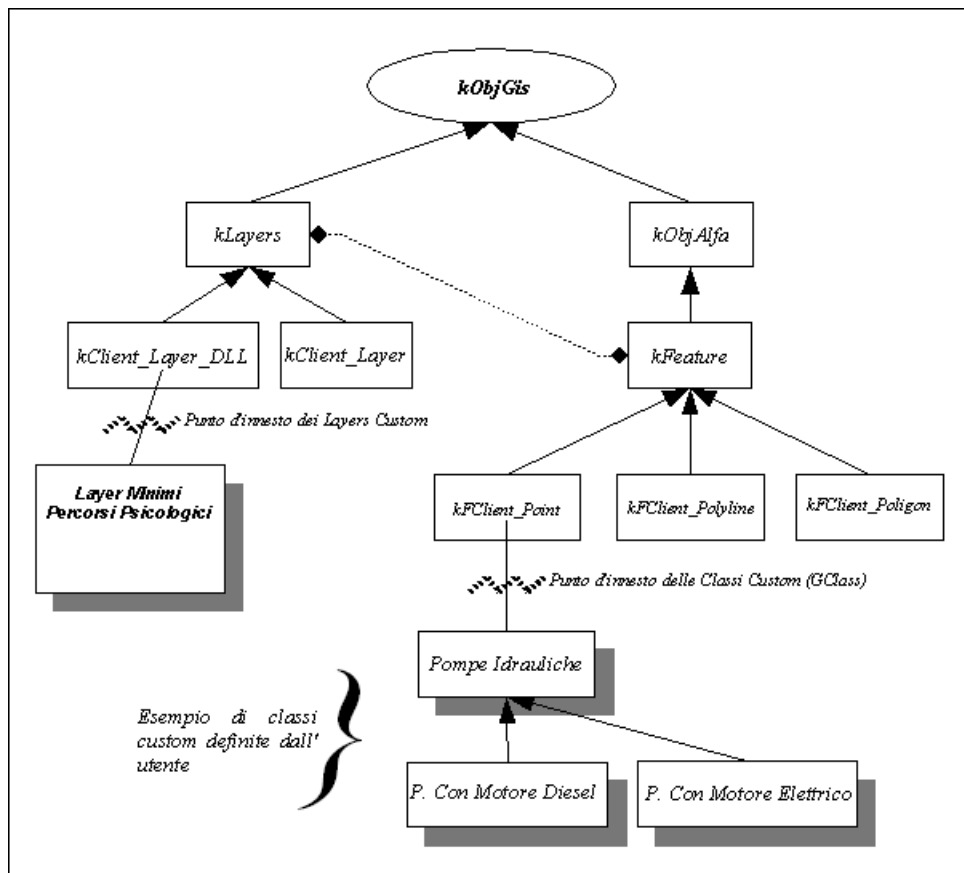 kObjGis
kLayers
kObjAlfa
kClient_Layer_DLL
kClient_Layer
kFeature
Punto d'innesto dei Layers Custom
Layer Minimi
Percorsi Psicologici
kFClient_Point
kFClient_Polyline
kFClient_Poligon
Punto d'innesto delle Classi Custom (GClass)
Pompe Idrauliche
Esempio di classi
custom definite dall'
utente
P. Con Motore Diesel
P. Con Motore Elettrico